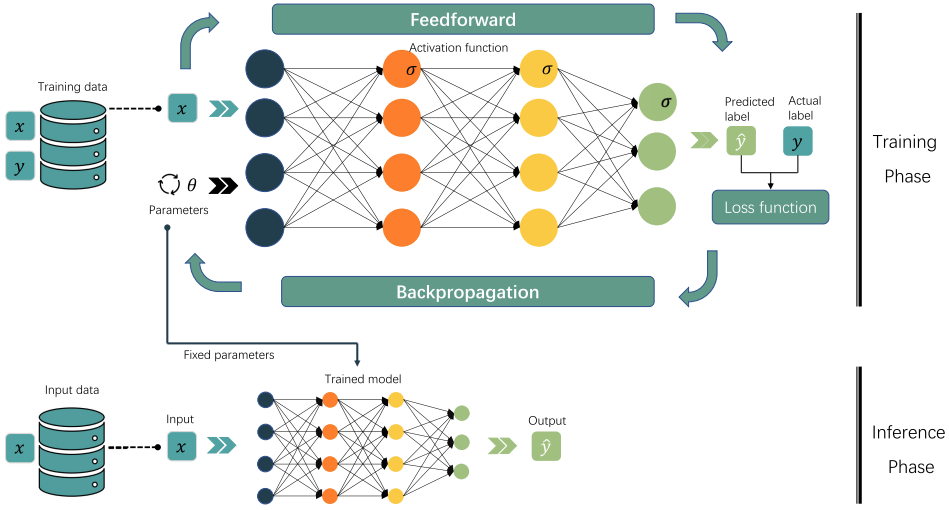 Feedforward
Activation function
Training data
σ
σ
σ
x
x
y
Predicted
label
Actual
label
ŷ
y
Training
Phase
θ
Parameters
Loss function
Backpropagation
Fixed parameters
Trained model
Input data
Input
Output
x
x
ŷ
Inference
Phase